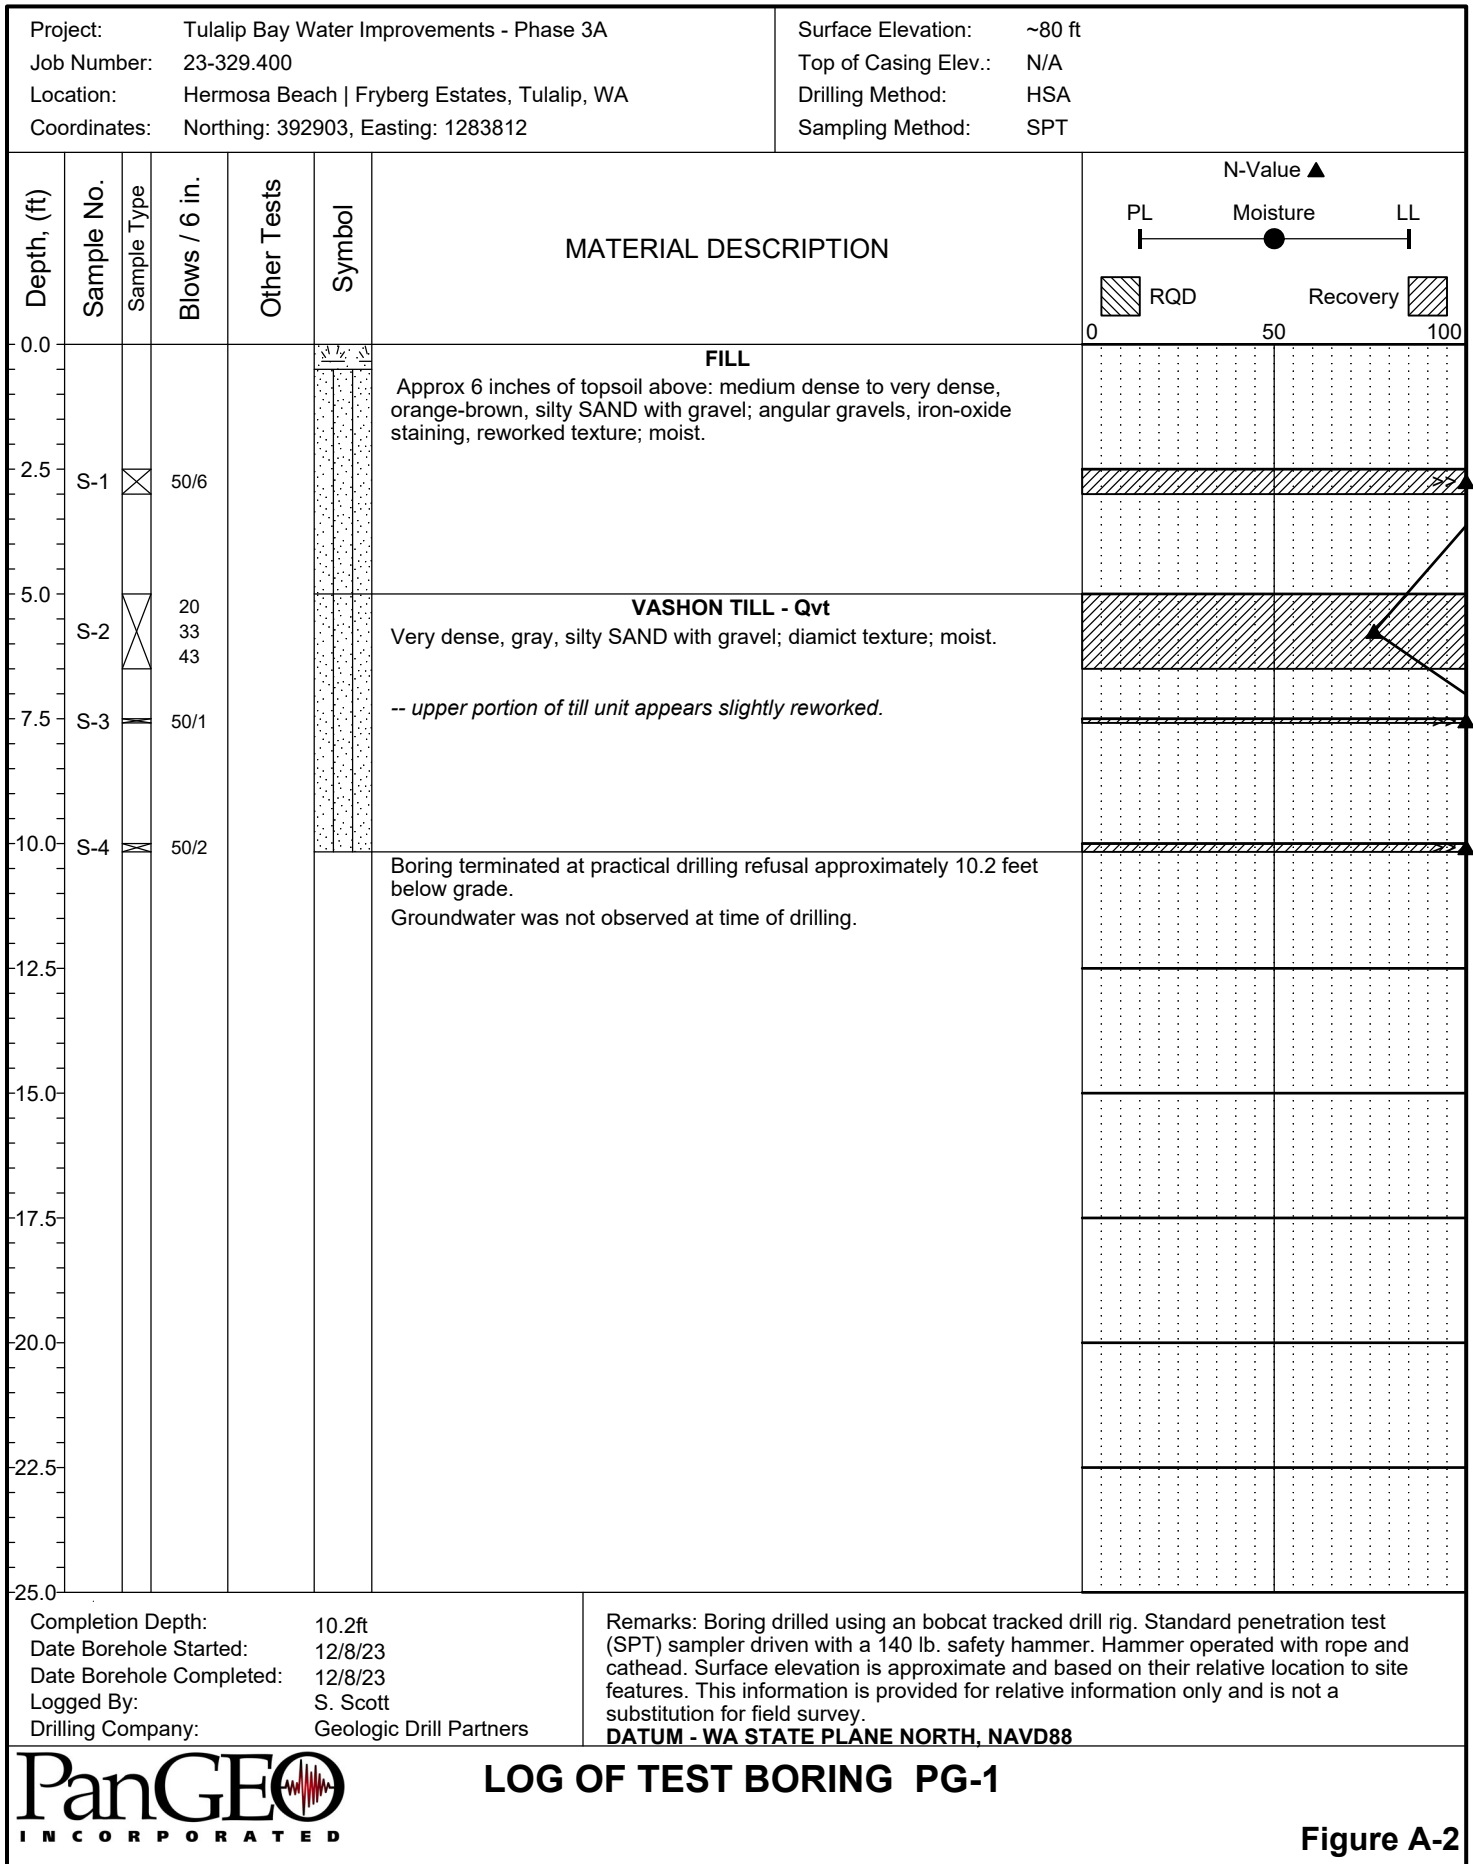 Project: Tulalip Bay Water Improvements - Phase 3A
Job Number: 23-329.400
Location: Hermosa Beach | Fryberg Estates, Tulalip, WA
Coordinates: Northing: 392903, Easting: 1283812
Surface Elevation: ~80 ft
Top of Casing Elev.: N/A
Drilling Method: HSA
Sampling Method: SPT
Depth, (ft)
Sample No.
Sample Type
Blows / 6 in.
Other Tests
Symbol
MATERIAL DESCRIPTION
N-Value ▲
PL Moisture LL
RQD Recovery
0 50 100
0.0
FILL
Approx 6 inches of topsoil above: medium dense to very dense,
orange-brown, silty SAND with gravel; angular gravels, iron-oxide
staining, reworked texture; moist.
2.5
S-1 50/6 >>
5.0
VASHON TILL - Qvt
20
S-2 33
43
Very dense, gray, silty SAND with gravel; diamict texture; moist.
-- upper portion of till unit appears slightly reworked.
7.5
S-3 50/1 >>
10.0
S-4 50/2 >>
Boring terminated at practical drilling refusal approximately 10.2 feet
below grade.
Groundwater was not observed at time of drilling.
12.5
15.0
17.5
20.0
22.5
25.0
Completion Depth: 10.2ft
Date Borehole Started: 12/8/23
Date Borehole Completed: 12/8/23
Logged By: S. Scott
Drilling Company: Geologic Drill Partners
Remarks: Boring drilled using an bobcat tracked drill rig. Standard penetration test
(SPT) sampler driven with a 140 lb. safety hammer. Hammer operated with rope and
cathead. Surface elevation is approximate and based on their relative location to site
features. This information is provided for relative information only and is not a
substitution for field survey.
DATUM - WA STATE PLANE NORTH, NAVD88
PanGEO
INCORPORATED
LOG OF TEST BORING PG-1
Figure A-2